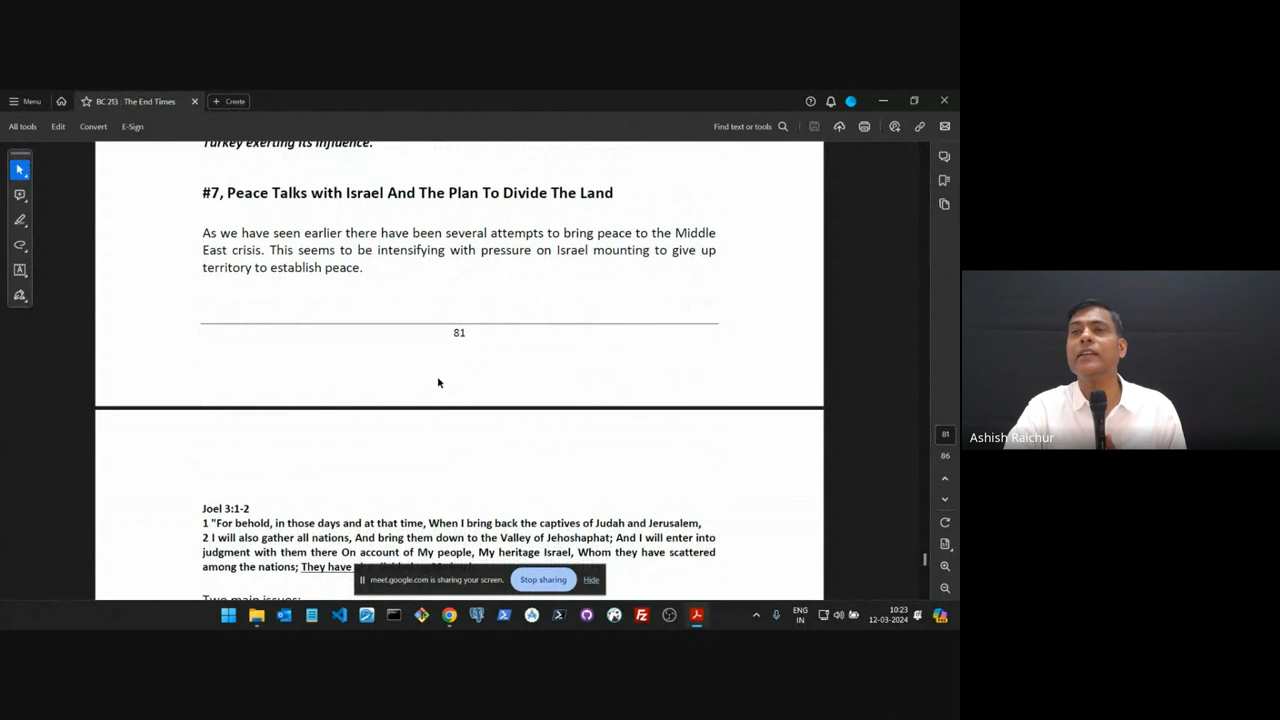 Menu
BC 213 : The End Times
Create
All tools
Edit
Convert
E-Sign
Find text or tools
Turkey exerting its influence.
#7, Peace Talks with Israel And The Plan To Divide The Land
As we have seen earlier there have been several attempts to bring peace to the Middle
East crisis. This seems to be intensifying with pressure on Israel mounting to give up
territory to establish peace.
81
Joel 3:1-2
1 "For behold, in those days and at that time, When I bring back the captives of Judah and Jerusalem,
2 I will also gather all nations, And bring them down to the Valley of Jehoshaphat; And I will enter into
judgment with them there On account of My people, My heritage Israel, Whom they have scattered
among the nations; They have
Two main issues:
meet.google.com is sharing your screen.
Stop sharing
Hide
81
86
Ashish Raichur
ENG
IN
10:23
12-03-2024